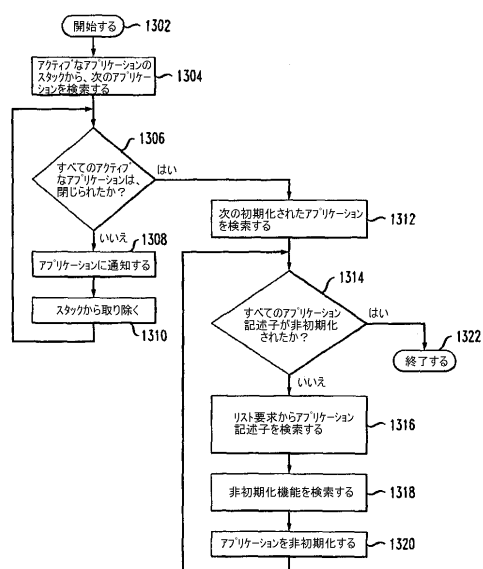 開始する
1302
アクティブなアプリケーションの
スタックから、次のアプリケー
ションを検索する
1304
1306
すべてのアクティブ
なアプリケーションは、
閉じられたか?
はい
いいえ
1308
アプリケーションに通知する
スタックから取り除く
1310
次の初期化されたアプリケーション
を検索する
1312
1314
すべてのアプリケーション
記述子が非初期化
されたか?
はい
1322
終了する
いいえ
リスト要求からアプリケーション
記述子を検索する
1316
非初期化機能を検索する
1318
アプリケーションを非初期化する
1320